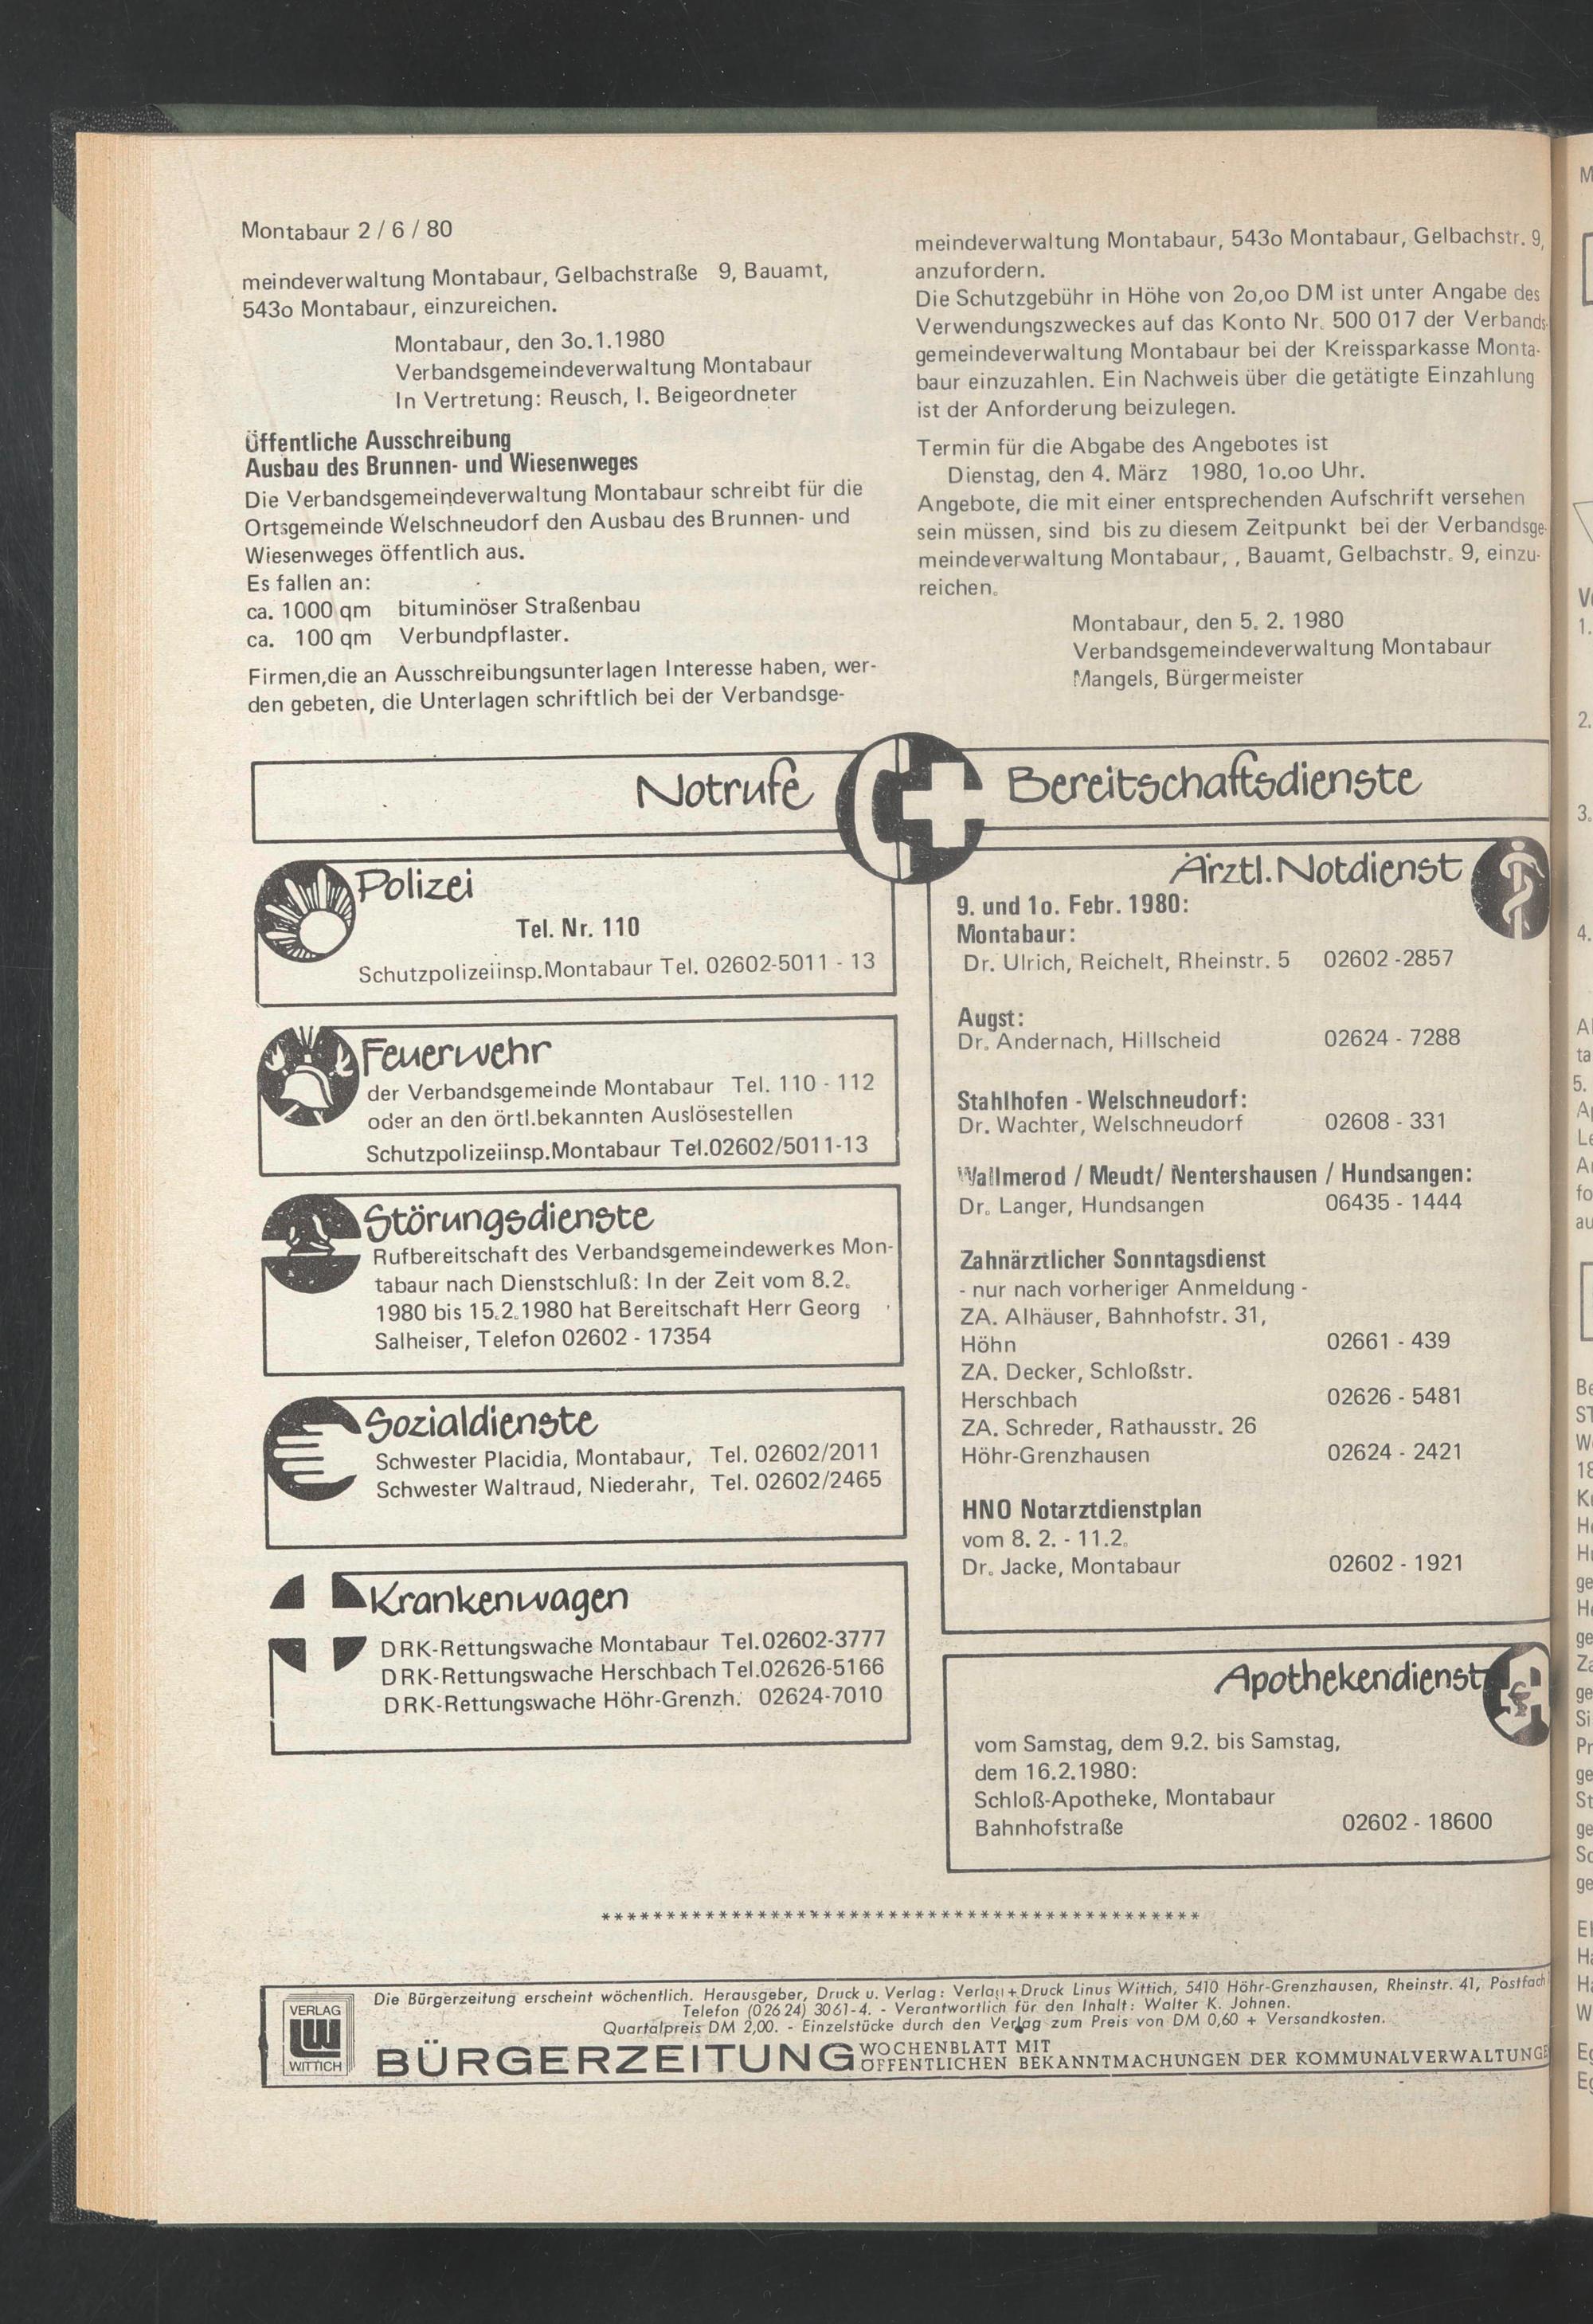 Montabaur 2 / 6 / 80
meindeverwaltung Montabaur, Gelbachstraße 9, Bauamt,
543o Montabaur, einzureichen.
Montabaur, den 3o.1.1980
Verbandsgemeindeverwaltung Montabaur
In Vertretung: Reusch, I. Beigeordneter
Öffentliche Ausschreibung
Ausbau des Brunnen- und Wiesenweges
Die Verbandsgemeindeverwaltung Montabaur schreibt für die
Ortsgemeinde Welschneudorf den Ausbau des Brunnen- und
Wiesenweges öffentlich aus.
Es fallen an:
ca. 1000 qm bituminöser Straßenbau
ca. 100 qm Verbundpflaster.
Firmen,die an Ausschreibungsunterlagen Interesse haben, wer-
den gebeten, die Unterlagen schriftlich bei der Verbandsge-
meindeverwaltung Montabaur, 543o Montabaur, Gelbachstr. 9,
anzufordern.
Die Schutzgebühr in Höhe von 2o,oo DM ist unter Angabe des
Verwendungszweckes auf das Konto Nr. 500 017 der Verbands-
gemeindeverwaltung Montabaur bei der Kreissparkasse Monta-
baur einzuzahlen. Ein Nachweis über die getätigte Einzahlung
ist der Anforderung beizulegen.
Termin für die Abgabe des Angebotes ist
Dienstag, den 4. März 1980, 1o.oo Uhr.
Angebote, die mit einer entsprechenden Aufschrift versehen
sein müssen, sind bis zu diesem Zeitpunkt bei der Verbandsge-
meindeverwaltung Montabaur, , Bauamt, Gelbachstr. 9, einzu-
reichen.
Montabaur, den 5. 2. 1980
Verbandsgemeindeverwaltung Montabaur
Mangels, Bürgermeister
Notrufe Bereitschaftsdienste
Polizei
Tel. Nr. 110
Schutzpolizeiinsp.Montabaur Tel. 02602-5011 - 13
Feuerwehr
der Verbandsgemeinde Montabaur Tel. 110 - 112
oder an den örtl.bekannten Auslösestellen
Schutzpolizeiinsp.Montabaur Tel.02602/5011-13
Störungsdienste
Rufbereitschaft des Verbandsgemeindewerkes Mon-
tabaur nach Dienstschluß: In der Zeit vom 8.2.
1980 bis 15.2.1980 hat Bereitschaft Herr Georg
Salheiser, Telefon 02602 - 17354
Sozialdienste
Schwester Placidia, Montabaur, Tel. 02602/2011
Schwester Waltraud, Niederahr, Tel. 02602/2465
Krankenwagen
DRK-Rettungswache Montabaur Tel.02602-3777
DRK-Rettungswache Herschbach Tel.02626-5166
DRK-Rettungswache Höhr-Grenzh. 02624-7010
Ärztl. Notdienst
9. und 1o. Febr. 1980:
Montabaur:
Dr. Ulrich, Reichelt, Rheinstr. 5 02602 -2857
Augst:
Dr. Andernach, Hillscheid 02624 - 7288
Stahlhofen - Welschneudorf:
Dr. Wachter, Welschneudorf 02608 - 331
Wallmerod / Meudt/ Nentershausen / Hundsangen:
Dr. Langer, Hundsangen 06435 - 1444
Zahnärztlicher Sonntagsdienst
- nur nach vorheriger Anmeldung -
ZA. Alhäuser, Bahnhofstr. 31,
Höhn 02661 - 439
ZA. Decker, Schloßstr.
Herschbach 02626 - 5481
ZA. Schreder, Rathausstr. 26
Höhr-Grenzhausen 02624 - 2421
HNO Notarztdienstplan
vom 8. 2. - 11.2.
Dr. Jacke, Montabaur 02602 - 1921
Apothekendienst
vom Samstag, dem 9.2. bis Samstag,
dem 16.2.1980:
Schloß-Apotheke, Montabaur
Bahnhofstraße 02602 - 18600
**********************************************
VERLAG
LW
WITTICH
Die Bürgerzeitung erscheint wöchentlich. Herausgeber, Druck u. Verlag: Verlag + Druck Linus Wittich, 5410 Höhr-Grenzhausen, Rheinstr. 41, Postfach
Telefon (02624) 3061-4. - Verantwortlich für den Inhalt: Walter K. Johnen.
Quartalpreis DM 2,00. - Einzelstücke durch den Verlag zum Preis von DM 0,60 + Versandkosten.
BÜRGERZEITUNG WOCHENBLATT MIT
ÖFFENTLICHEN BEKANNTMACHUNGEN DER KOMMUNALVERWALTUNGE